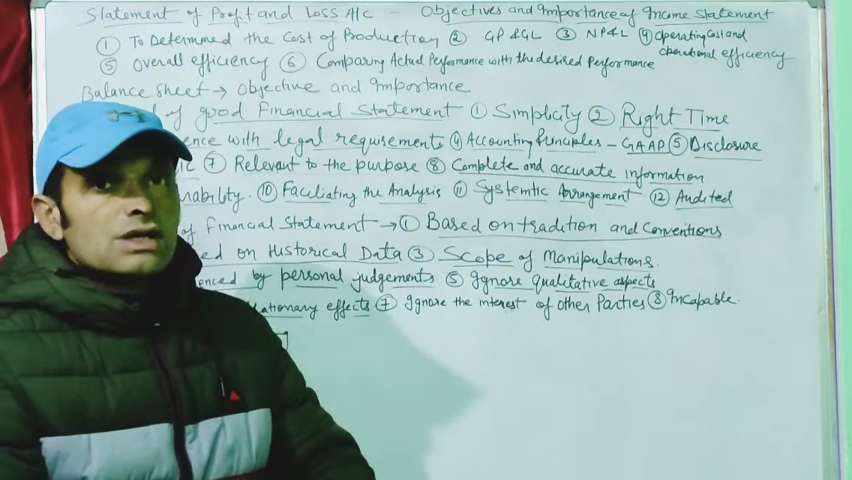 Statement of Profit and Loss A/c - Objectives and Importance of Income Statement
① To Determined the Cost of Production ② GP & GL ③ NP & L ④ Operating Cost and operational efficiency
⑤ Overall efficiency ⑥ Comparing Actual Performance with the desired Performance
Balance Sheet → Objective and Importance
of good Financial Statement ① Simplicity ② Right Time
ence with legal requirements ④ Accounting Principles - GAAP ⑤ Disclosure
⑦ Relevant to the purpose ⑧ Complete and accurate information
rability. ⑩ Faciliating the Analysis ⑪ Systemtic Arrangement ⑫ Audited
of Financial Statement → ① Based on tradition and Conventions
ed on Historical Data ③ Scope of Manipulations.
enced by personal judgements ⑤ Ignore Qualitative aspects
lationary effects ⑦ Ignore the interest of other Parties ⑧ Incapable.